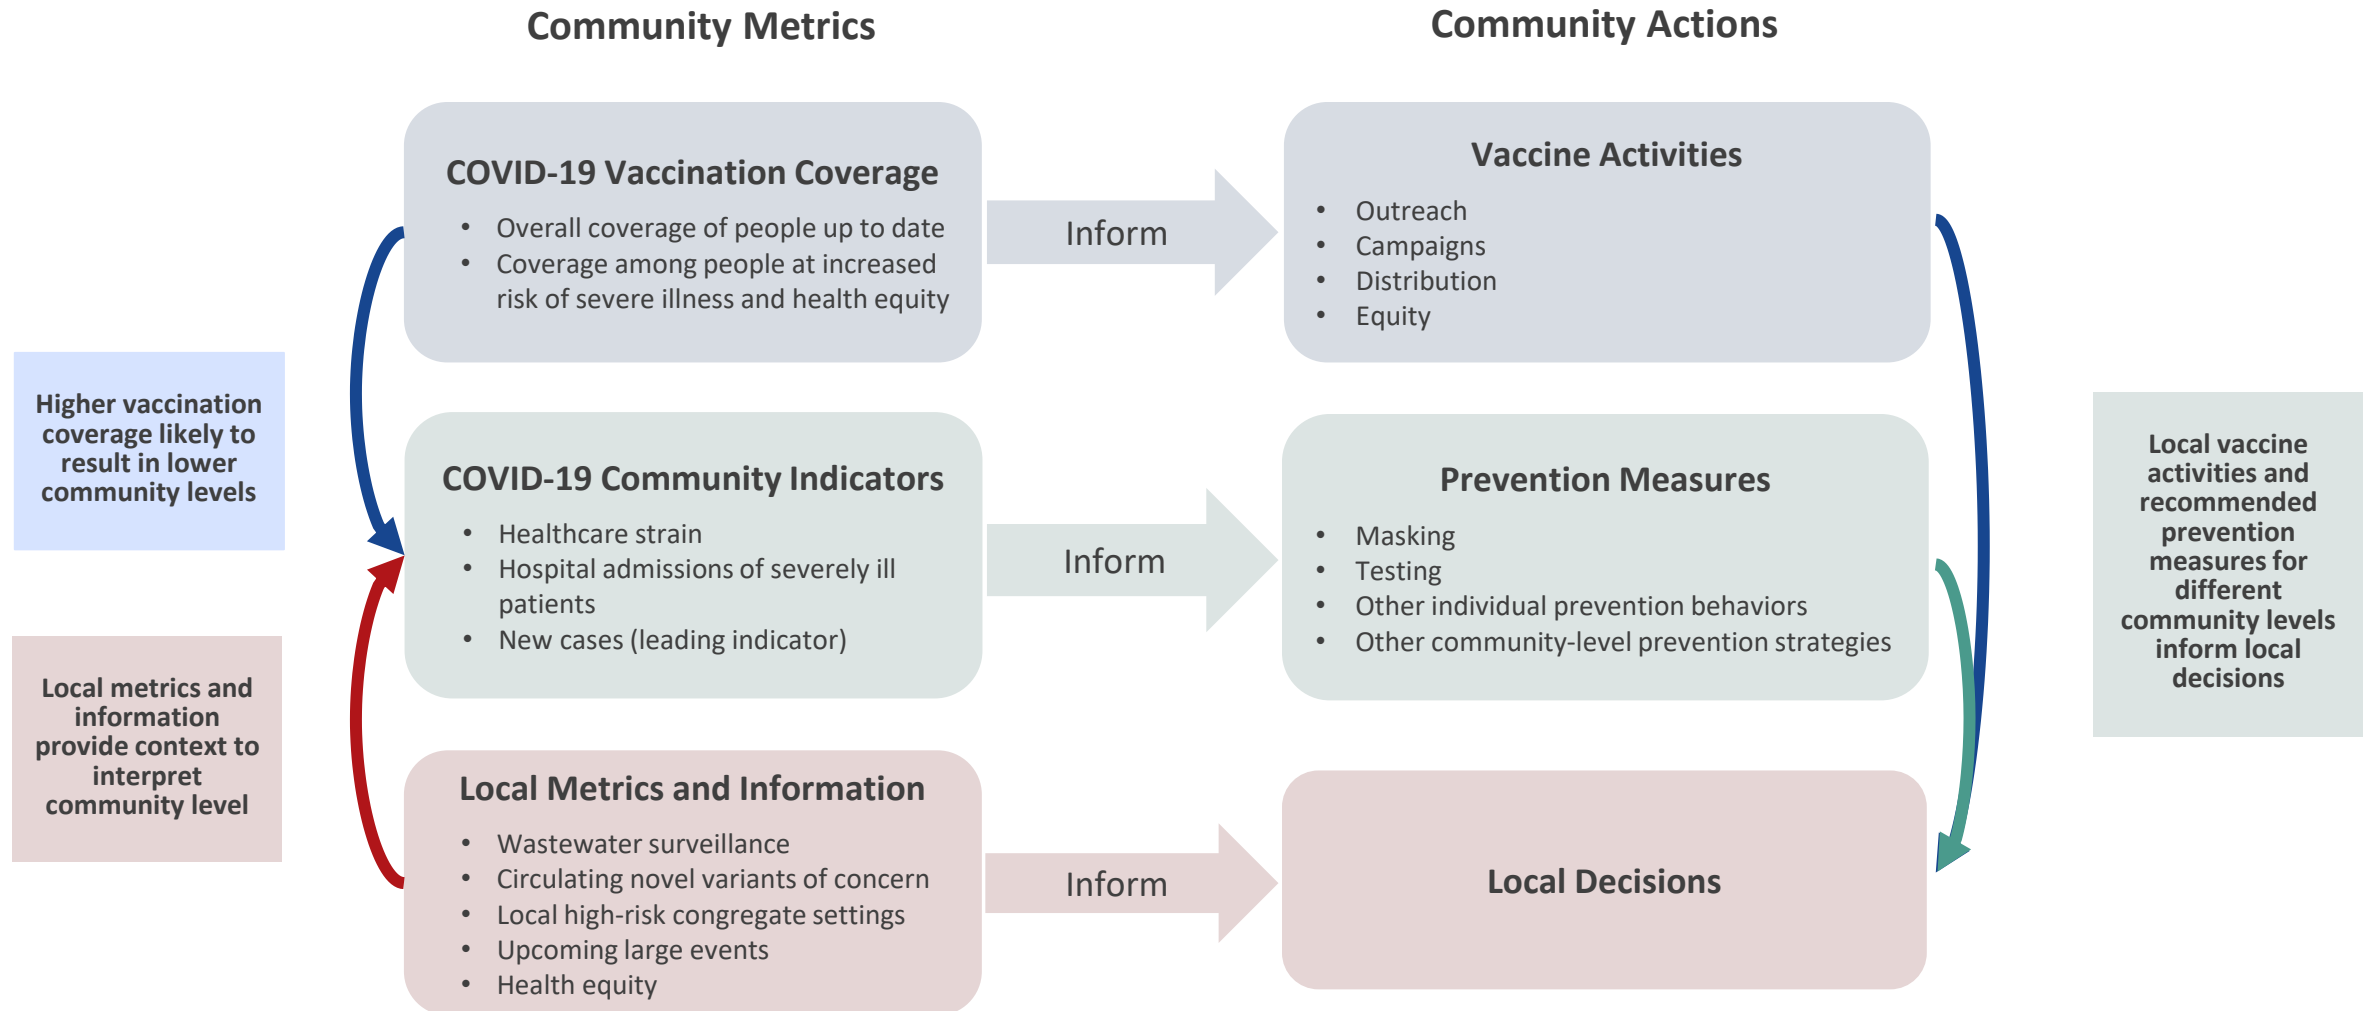 Community Metrics
Community Actions
COVID-19 Vaccination Coverage
• Overall coverage of people up to date
• Coverage among people at increased
risk of severe illness and health equity
Inform
Vaccine Activities
• Outreach
• Campaigns
• Distribution
• Equity
Higher vaccination
coverage likely to
result in lower
community levels
COVID-19 Community Indicators
• Healthcare strain
• Hospital admissions of severely ill
patients
• New cases (leading indicator)
Inform
Prevention Measures
• Masking
• Testing
• Other individual prevention behaviors
• Other community-level prevention strategies
Local vaccine
activities and
recommended
prevention
measures for
different
community levels
inform local
decisions
Local metrics and
information
provide context to
interpret
community level
Local Metrics and Information
• Wastewater surveillance
• Circulating novel variants of concern
• Local high-risk congregate settings
• Upcoming large events
• Health equity
Inform
Local Decisions